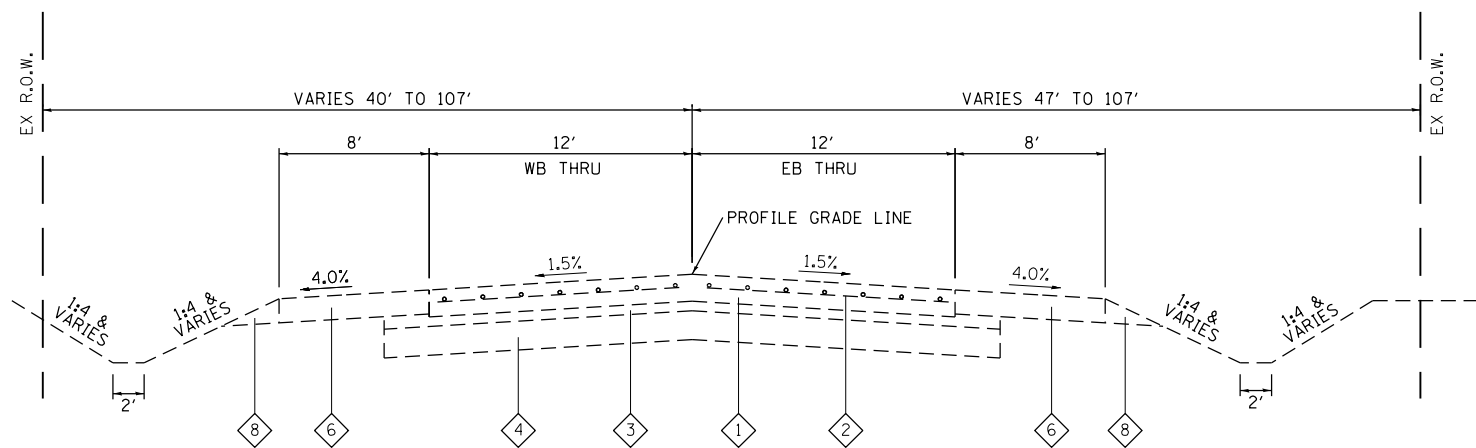 EX R.O.W.
EX R.O.W.
VARIES 40' TO 107'
VARIES 47' TO 107'
8'
12'
12'
8'
WB THRU
EB THRU
PROFILE GRADE LINE
4.0%
1.5%
1.5%
4.0%
1:4 &
VARIES
1:4 &
VARIES
1:4 &
VARIES
1:4 &
VARIES
2'
2'
8
6
4
3
1
2
6
8